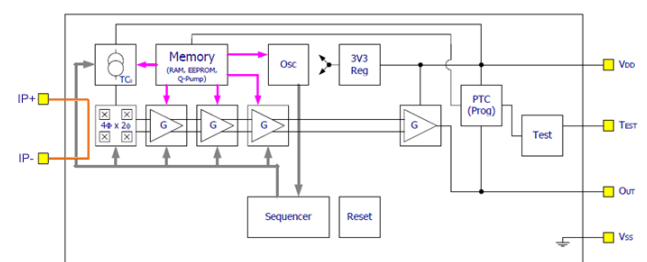 TCI
Memory
(RAM, EEPROM,
Q-Pump)
Osc
3V3
Reg
VDD
IP+
4Φ x 2φ
G
G
G
G
PTC
(Prog)
Test
TEST
IP-
Sequencer
Reset
OUT
VSS